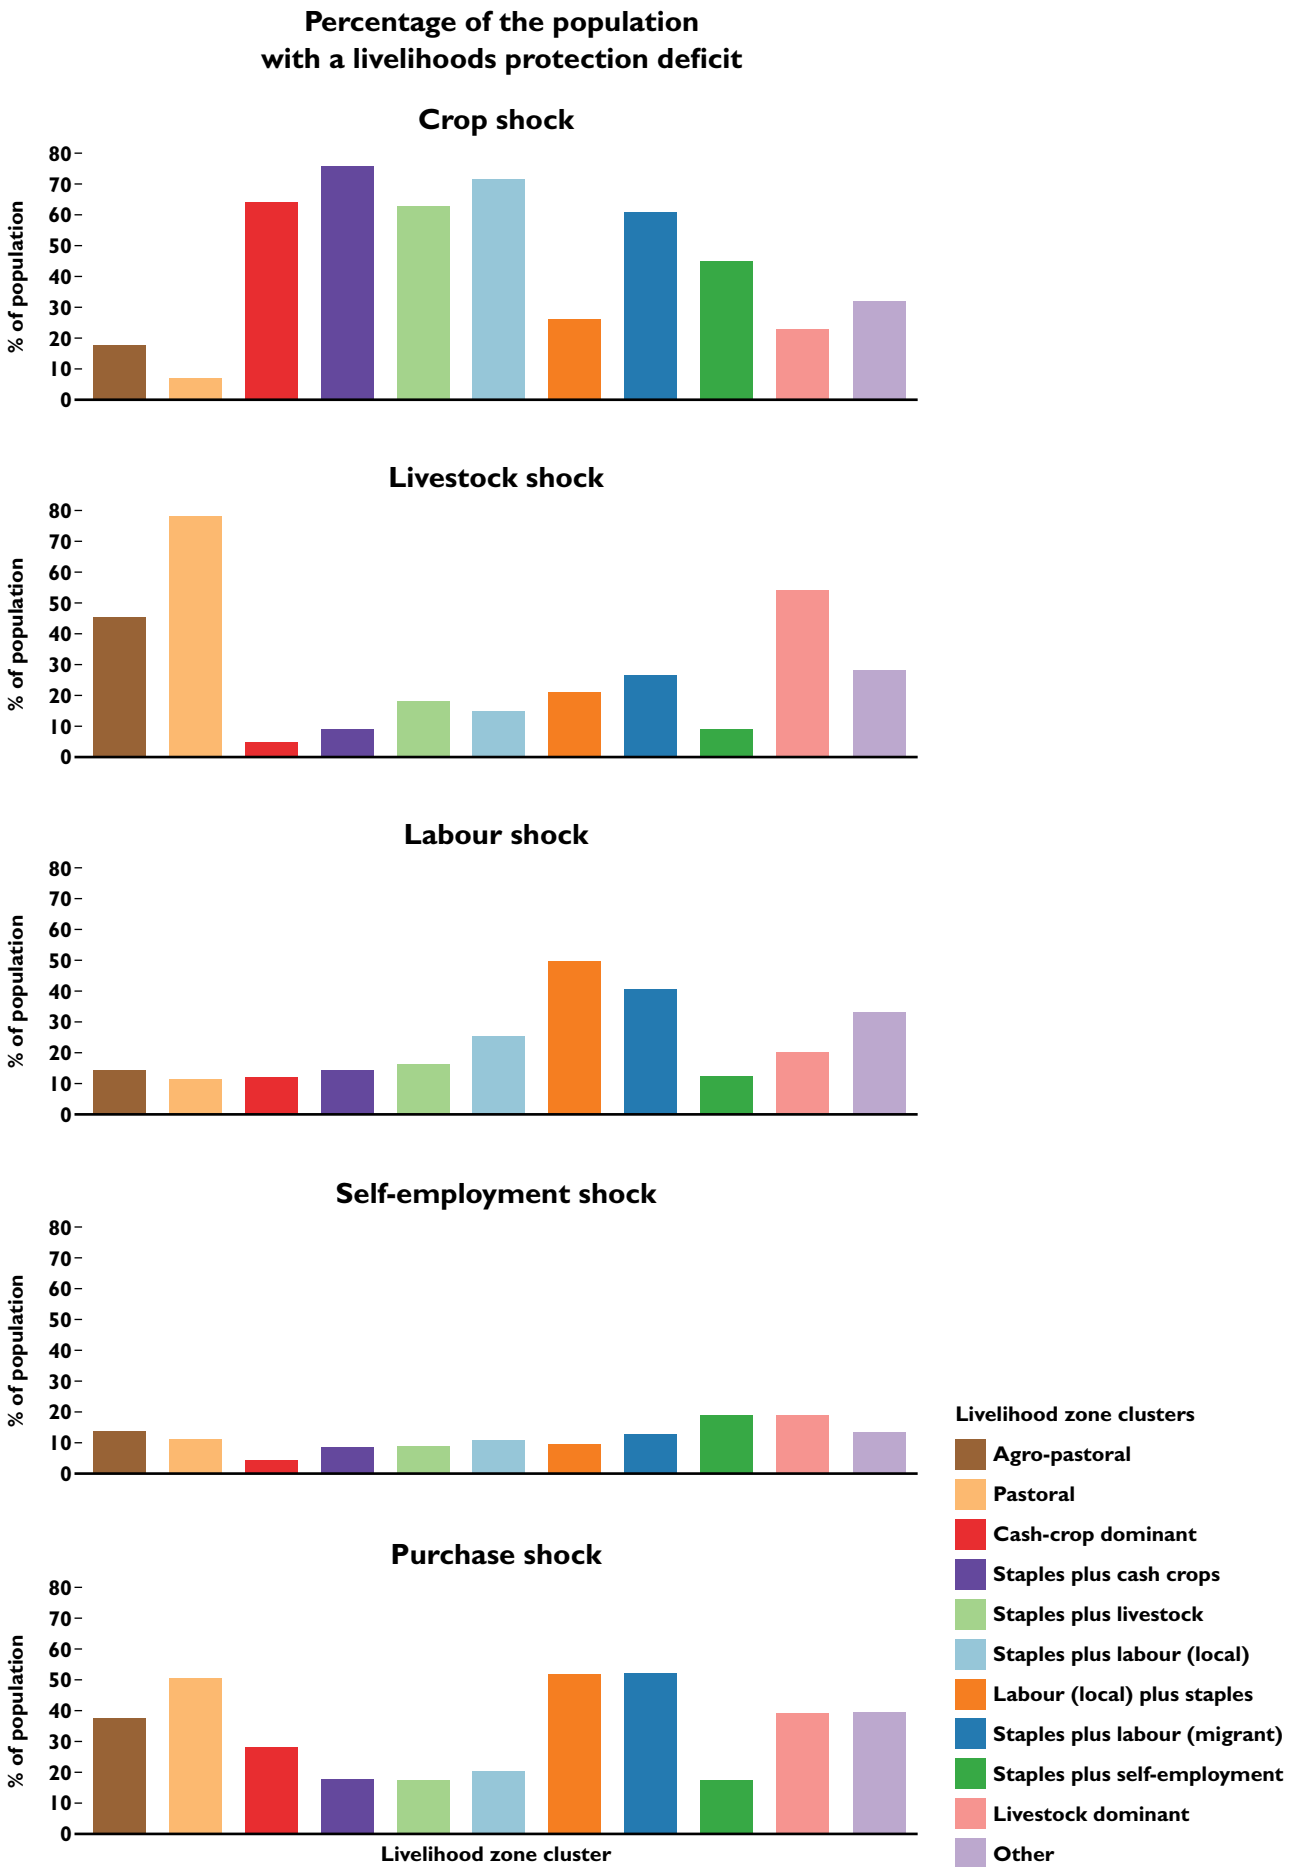 Percentage of the population
with a livelihoods protection deficit
Crop shock
% of population
80
70
60
50
40
30
20
10
0
Livestock shock
% of population
80
70
60
50
40
30
20
10
0
Labour shock
% of population
80
70
60
50
40
30
20
10
0
Self-employment shock
% of population
80
70
60
50
40
30
20
10
0
Purchase shock
% of population
80
70
60
50
40
30
20
10
0
Livelihood zone cluster
Livelihood zone clusters
Agro-pastoral
Pastoral
Cash-crop dominant
Staples plus cash crops
Staples plus livestock
Staples plus labour (local)
Labour (local) plus staples
Staples plus labour (migrant)
Staples plus self-employment
Livestock dominant
Other